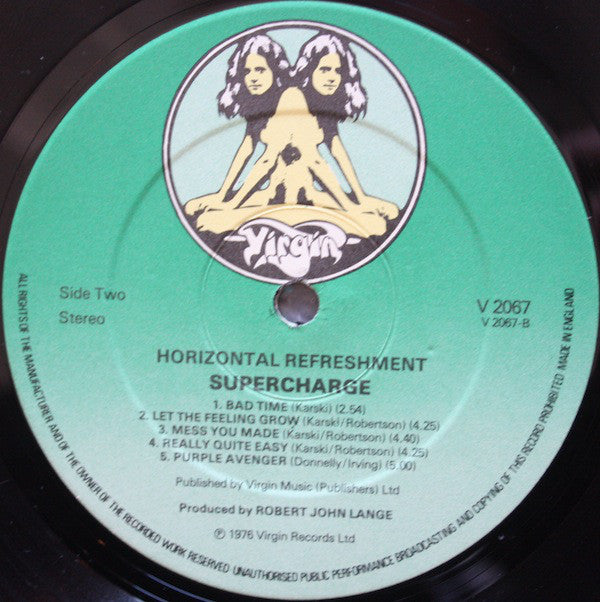 Virgin
Side Two
Stereo
V 2067
V 2067-B
HORIZONTAL REFRESHMENT
SUPERCHARGE
1. BAD TIME (Karski) (2.54)
2. LET THE FEELING GROW (Karski/Robertson) (4.25)
3. MESS YOU MADE (Karski/Robertson) (4.40)
4. REALLY QUITE EASY (Karski/Robertson) (4.25)
5. PURPLE AVENGER (Donnelly/Irving) (5.00)
Published by Virgin Music (Publishers) Ltd
Produced by ROBERT JOHN LANGE
℗ 1976 Virgin Records Ltd
ALL RIGHTS OF THE MANUFACTURER AND OF THE OWNER OF THE RECORDED WORK RESERVED · UNAUTHORISED PUBLIC PERFORMANCE BROADCASTING AND COPYING OF THIS RECORD PROHIBITED MADE IN ENGLAND